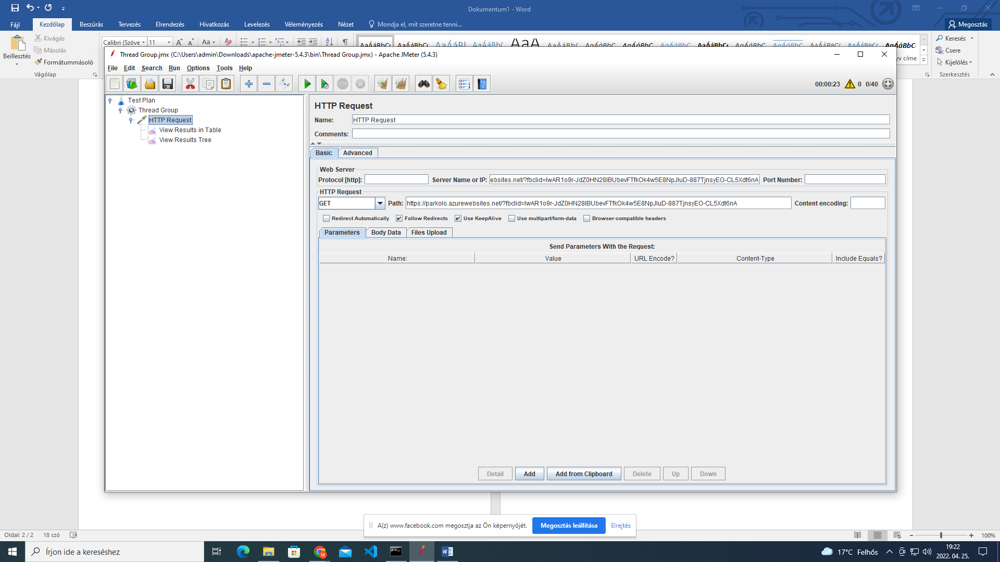 Dokumentum1 - Word
Fájl Kezdőlap Beszúrás Tervezés Elrendezés Hivatkozás Levelezés Véleményezés Nézet Mondja el, mit szeretne tenni... Megosztás
Beillesztés
Kivágás
Másolás
Formátummásoló
Vágólap
Calibri (Szöve 11
Aa
AaBbCc
Keresés
Csere
Kijelölés
Szerkesztés
yv címe
Thread Group.jmx (C:\Users\admin\Downloads\apache-jmeter-5.4.3\bin\Thread Group.jmx) - Apache JMeter (5.4.3)
File Edit Search Run Options Tools Help
STOP
00:00:23 0 0/40
Test Plan
Thread Group
HTTP Request
View Results in Table
View Results Tree
HTTP Request
Name: HTTP Request
Comments:
Basic Advanced
Web Server
Protocol [http]: Server Name or IP: ebsites.net/?fbclid=IwAR1o9r-JdZ0HN28IBUbevFTfkOk4w5E8NpJluD-887TjnsyEO-CL5Xdt6nA Port Number:
HTTP Request
GET Path: https://parkolo.azurewebsites.net/?fbclid=IwAR1o9r-JdZ0HN28IBUbevFTfkOk4w5E8NpJluD-887TjnsyEO-CL5Xdt6nA Content encoding:
Redirect Automatically Follow Redirects Use KeepAlive Use multipart/form-data Browser-compatible headers
Parameters Body Data Files Upload
Send Parameters With the Request:
Name: Value URL Encode? Content-Type Include Equals?
Detail Add Add from Clipboard Delete Up Down
A(z) www.facebook.com megosztja az Ön képernyőjét. Megosztás leállítása Elrejtés
Oldal: 2 / 2 18 szó 100%
Írjon ide a kereséshez
17°C Felhős
19:22
2022. 04. 25.